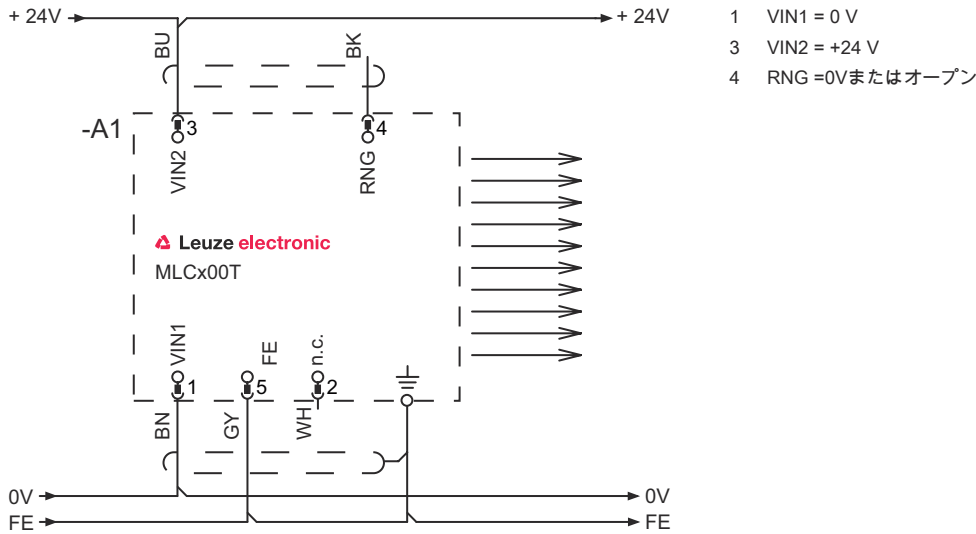 + 24V
+ 24V
BU
BK
-A1
3
4
VIN2
RNG
Leuze electronic
MLCx00T
VIN1
FE
n.c.
1
5
2
BN
GY
WH
0V
0V
FE
FE
1 VIN1 = 0 V
3 VIN2 = +24 V
4 RNG =0Vまたはオープン